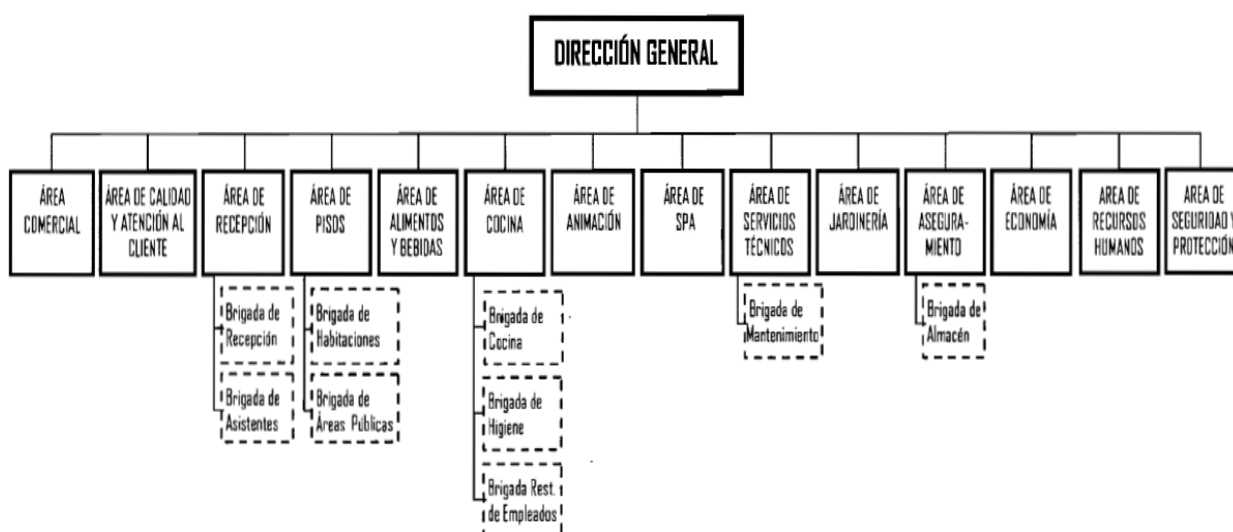 DIRECCIÓN GENERAL
ÁREA
COMERCIAL
ÁREA DE CALIDAD
Y ATENCIÓN AL
CLIENTE
ÁREA DE
RECEPCIÓN
ÁREA DE
PISOS
ÁREA DE
ALIMENTOS
Y BEBIDAS
ÁREA DE
COCINA
ÁREA DE
ANIMACIÓN
ÁREA DE
SPA
ÁREA DE
SERVICIOS
TÉCNICOS
ÁREA DE
JARDINERÍA
ÁREA DE
ASEGURA-
MIENTO
ÁREA DE
ECONOMÍA
ÁREA DE
RECURSOS
HUMANOS
AREA DE
SEGURIDAD Y
PROTECCIÓN
Brigada de
Recepción
Brigada de
Asistentes
Brigada de
Habitaciones
Brigada de
Áreas Públicas
Brigada de
Cocina
Brigada de
Higiene
Brigada Rest.
de Empleados
Brigada de
Mantenimiento
Brigada de
Almacén